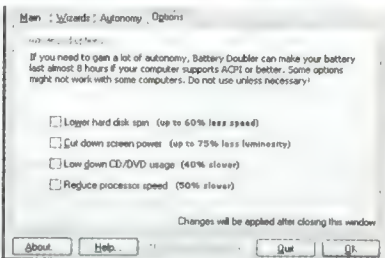 Main Wizards Autonomy Options
If you need to gain a lot of autonomy, Battery Doubler can make your battery
last almost 8 hours if your computer supports ACPI or better. Some options
might not work with some computers. Do not use unless necessary!
Lower hard disk spin (up to 60% less speed)
Cut down screen power (up to 75% less luminosity)
Low down CD/DVD usage (40% slower)
Reduce processor speed (50% slower)
Changes will be applied after closing this window
About Help.. Quit OK